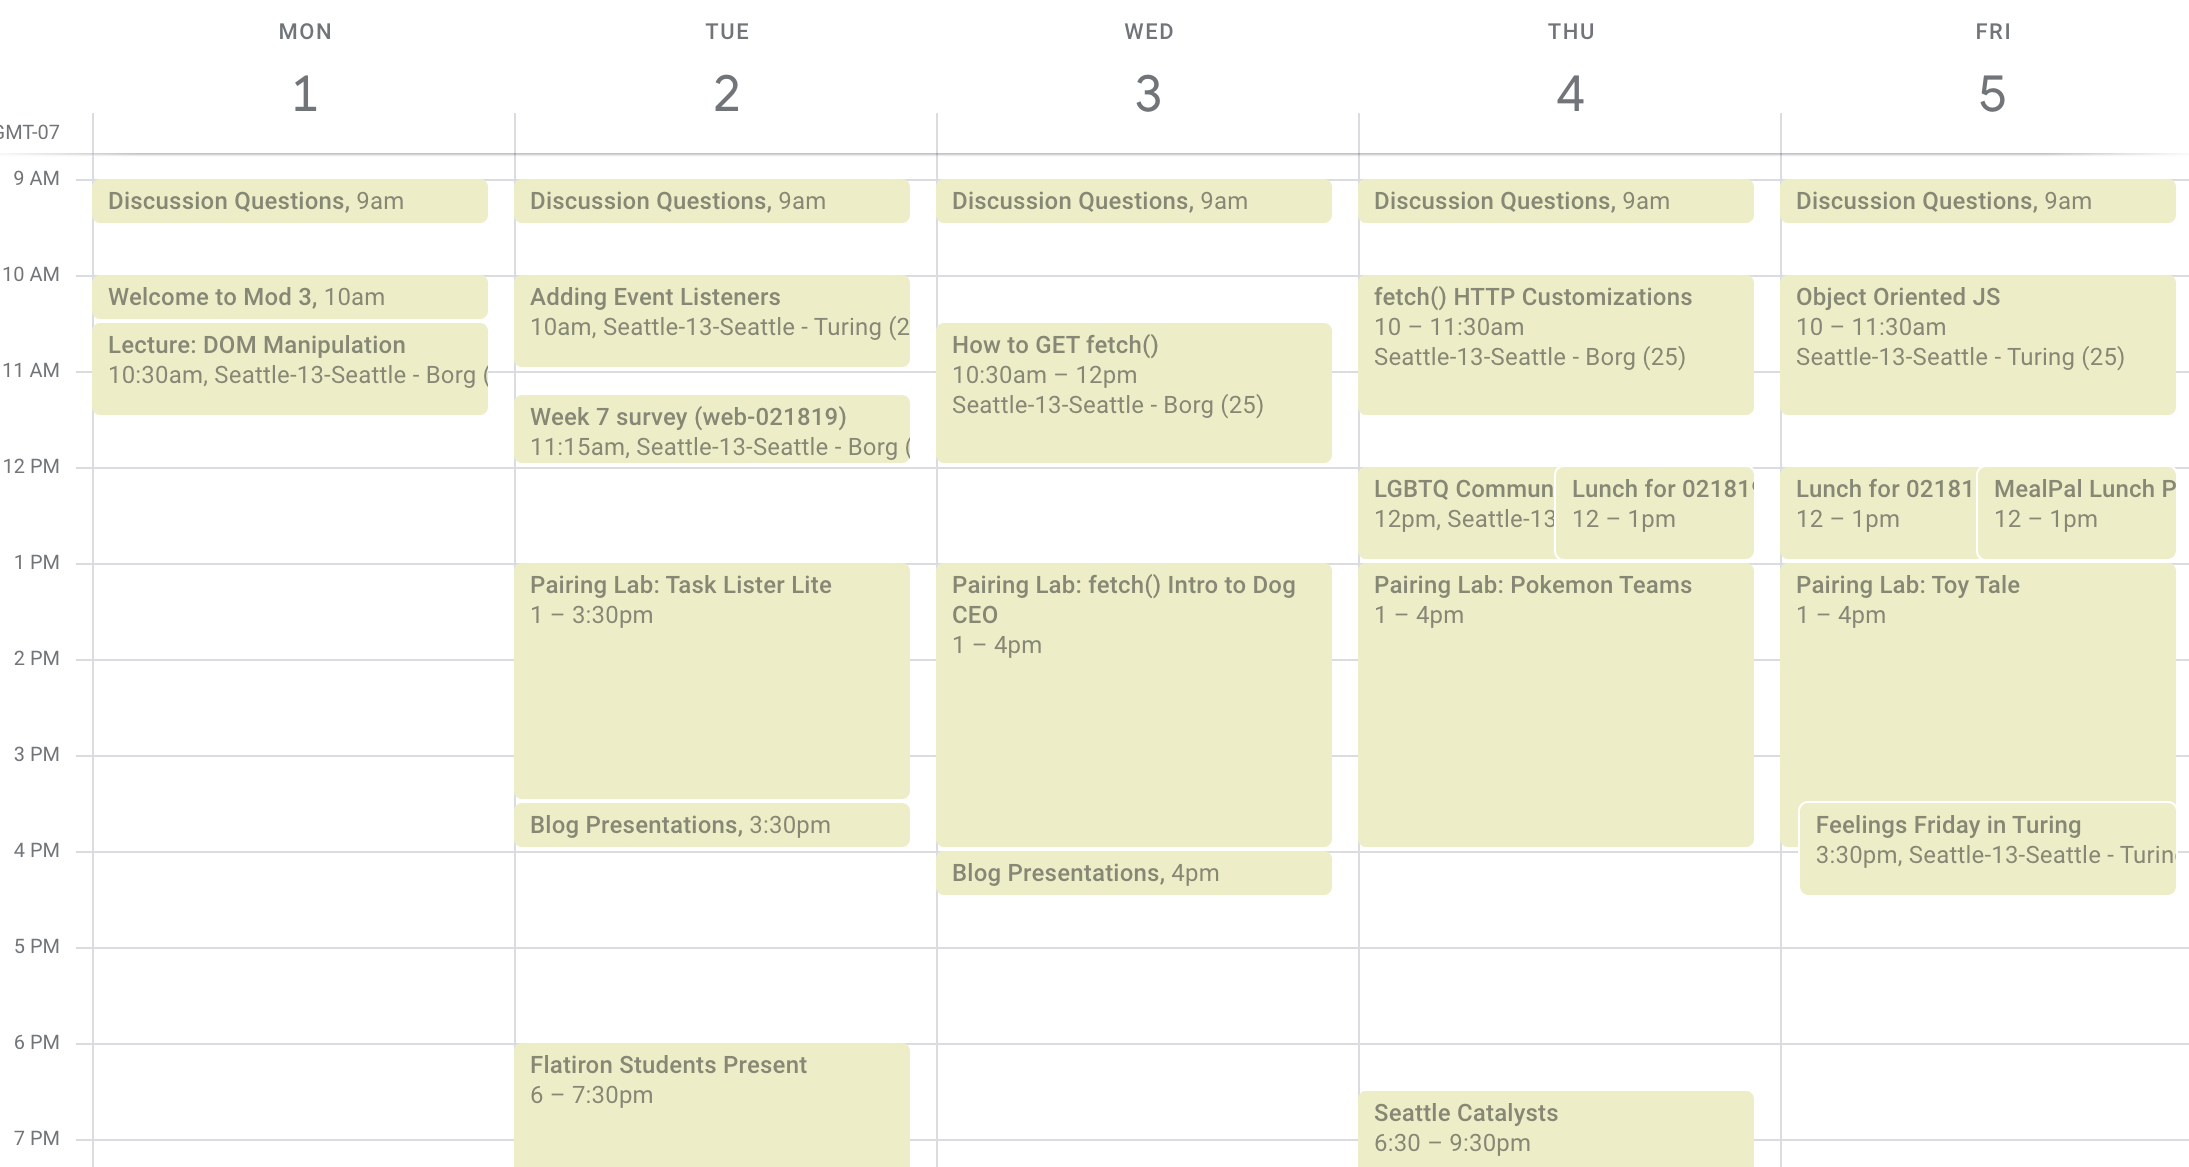 MON
1
TUE
2
WED
3
THU
4
FRI
5
GMT-07
9 AM
10 AM
11 AM
12 PM
1 PM
2 PM
3 PM
4 PM
5 PM
6 PM
7 PM
Discussion Questions, 9am
Welcome to Mod 3, 10am
Lecture: DOM Manipulation
10:30am, Seattle-13-Seattle - Borg (
Discussion Questions, 9am
Adding Event Listeners
10am, Seattle-13-Seattle - Turing (2
Week 7 survey (web-021819)
11:15am, Seattle-13-Seattle - Borg (
Pairing Lab: Task Lister Lite
1 – 3:30pm
Blog Presentations, 3:30pm
Flatiron Students Present
6 – 7:30pm
Discussion Questions, 9am
How to GET fetch()
10:30am – 12pm
Seattle-13-Seattle - Borg (25)
Pairing Lab: fetch() Intro to Dog
CEO
1 – 4pm
Blog Presentations, 4pm
Discussion Questions, 9am
fetch() HTTP Customizations
10 – 11:30am
Seattle-13-Seattle - Borg (25)
LGBTQ Commun
12pm, Seattle-13
Lunch for 021819
12 – 1pm
Pairing Lab: Pokemon Teams
1 – 4pm
Seattle Catalysts
6:30 – 9:30pm
Discussion Questions, 9am
Object Oriented JS
10 – 11:30am
Seattle-13-Seattle - Turing (25)
Lunch for 02181
12 – 1pm
MealPal Lunch P
12 – 1pm
Pairing Lab: Toy Tale
1 – 4pm
Feelings Friday in Turing
3:30pm, Seattle-13-Seattle - Turin